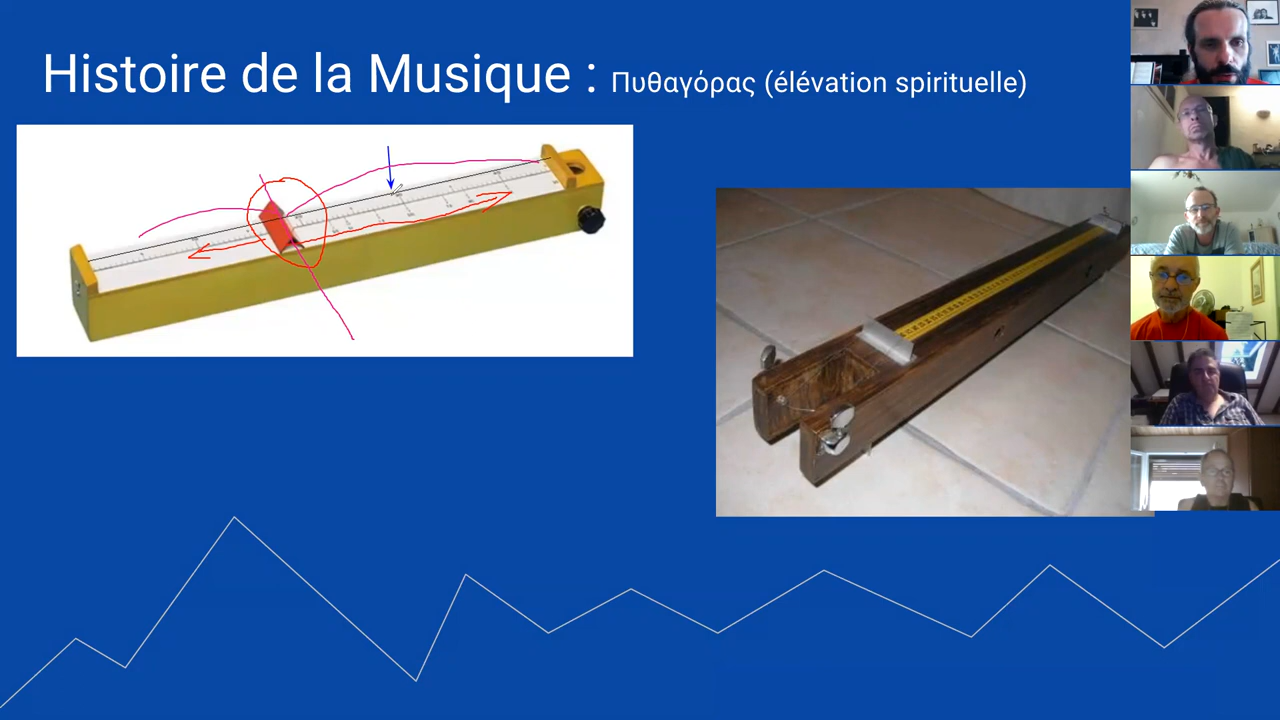 Histoire de la Musique : Πυθαγόρας (élévation spirituelle)